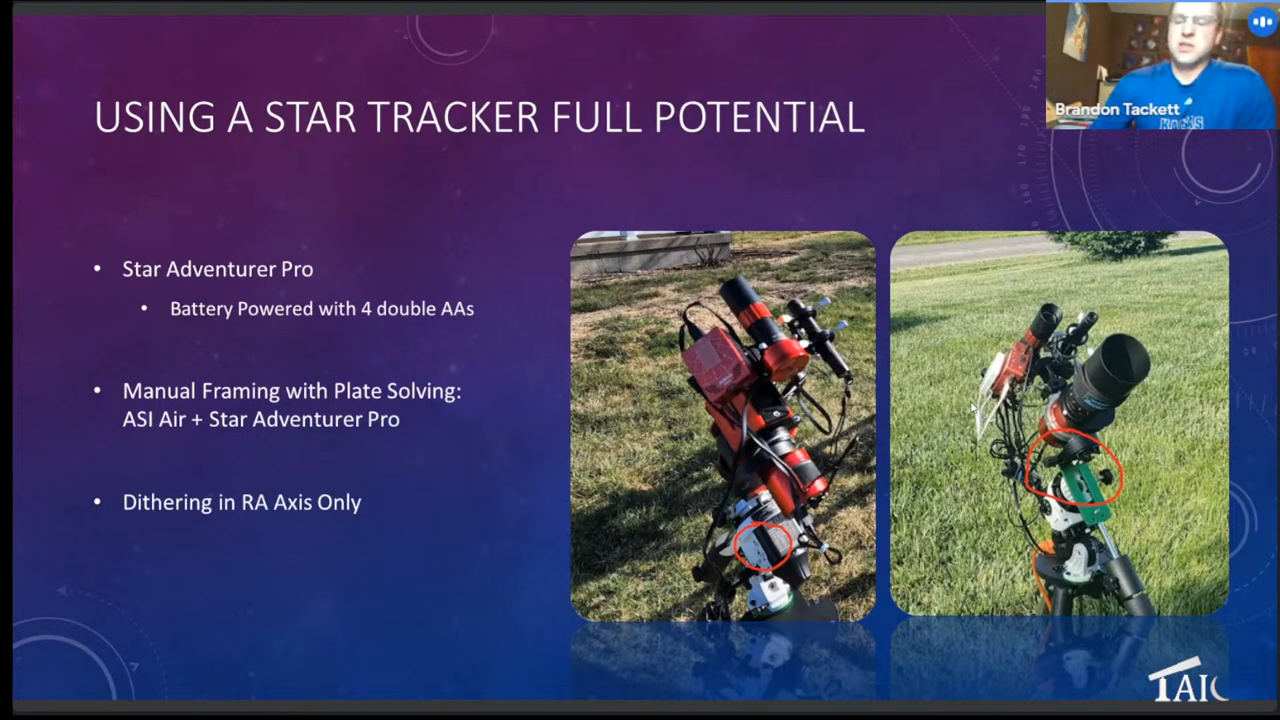 USING A STAR TRACKER FULL POTENTIAL
Brandon Tackett
• Star Adventurer Pro
• Battery Powered with 4 double AAs
• Manual Framing with Plate Solving:
ASI Air + Star Adventurer Pro
• Dithering in RA Axis Only
TAIC